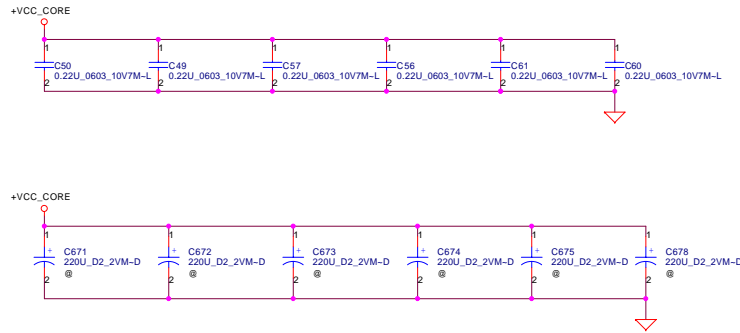 +VCC_CORE
1 1 1 1 1 1
C50 C49 C57 C56 C61 C60
0.22U_0603_10V7M~L 0.22U_0603_10V7M~L 0.22U_0603_10V7M~L 0.22U_0603_10V7M~L 0.22U_0603_10V7M~L 0.22U_0603_10V7M~L
2 2 2 2 2 2
+VCC_CORE
1 1 1 1 1 1
+ C671 + C672 + C673 + C674 + C675 + C678
220U_D2_2VM~D 220U_D2_2VM~D 220U_D2_2VM~D 220U_D2_2VM~D 220U_D2_2VM~D 220U_D2_2VM~D
@ @ @ @ @ @
2 2 2 2 2 2